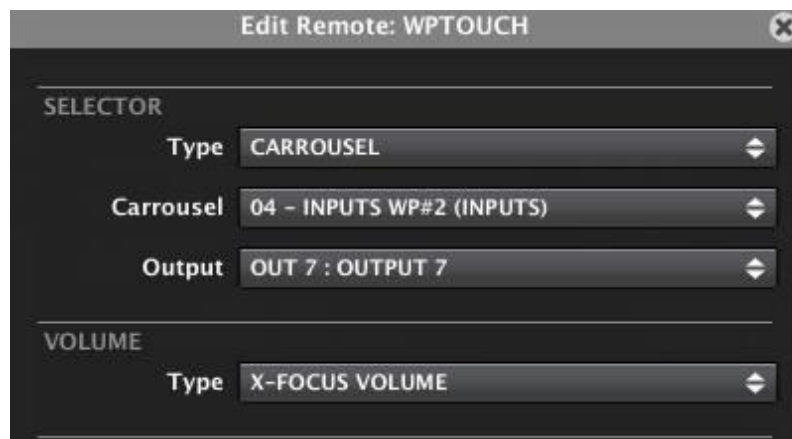 Edit Remote: WPTOUCH
SELECTOR
Type CARROUSEL
Carrousel 04 – INPUTS WP#2 (INPUTS)
Output OUT 7 : OUTPUT 7
VOLUME
Type X-FOCUS VOLUME